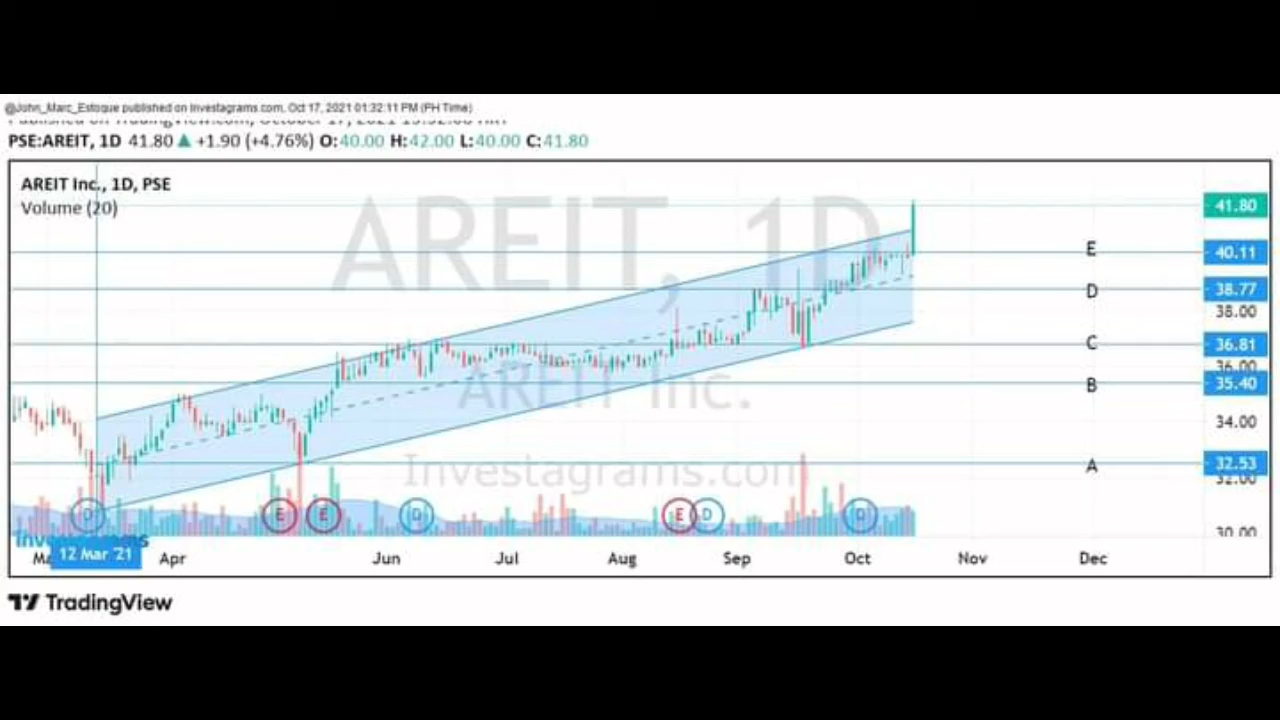 @John_Marc_Estoque published on Investagrams.com, Oct 17, 2021 01:32:11 PM (PH Time)
PSE:AREIT, 1D 41.80 ▲ +1.90 (+4.76%) O:40.00 H:42.00 L:40.00 C:41.80
AREIT Inc., 1D, PSE
Volume (20)
AREIT, 1D
AREIT Inc.
Investagrams.com
41.80
E 40.11
D 38.77
38.00
C 36.81
36.00
B 35.40
34.00
A 32.53
32.00
30.00
D E E D E D D
Investagrams
12 Mar '21 Apr Jun Jul Aug Sep Oct Nov Dec
TradingView